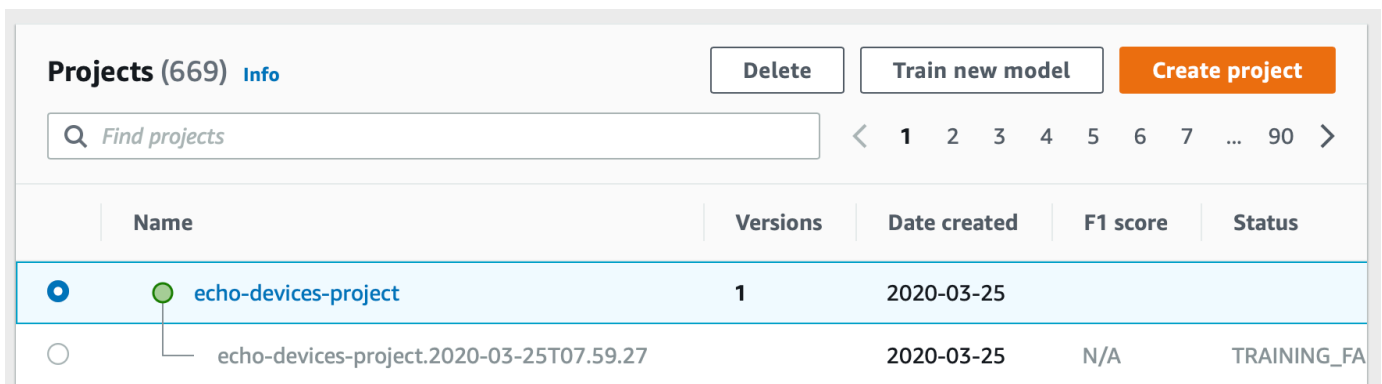 Projects (669) Info Delete Train new model Create project
Find projects 1 2 3 4 5 6 7 ... 90
Name Versions Date created F1 score Status
echo-devices-project 1 2020-03-25
echo-devices-project.2020-03-25T07.59.27 2020-03-25 N/A TRAINING_FA